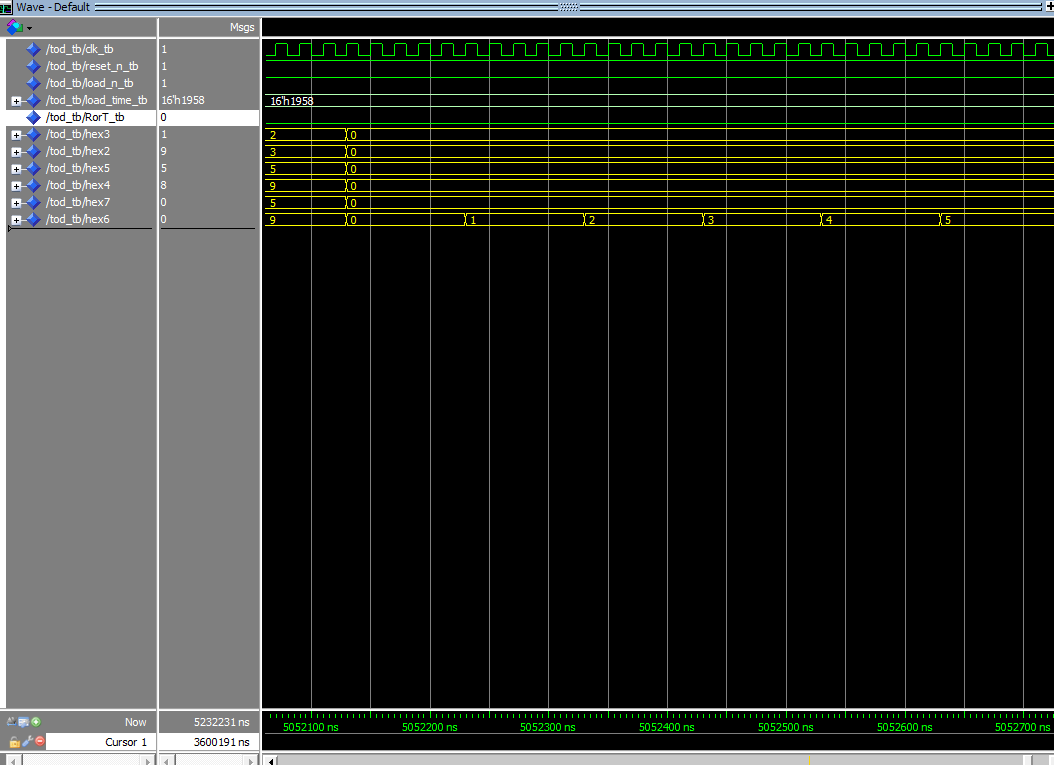 Wave - Default
Msgs
/tod_tb/clk_tb 1
/tod_tb/reset_n_tb 1
/tod_tb/load_n_tb 1
/tod_tb/load_time_tb 16'h1958 16'h1958
/tod_tb/RorT_tb 0
/tod_tb/hex3 1 2 0
/tod_tb/hex2 9 3 0
/tod_tb/hex5 5 5 0
/tod_tb/hex4 8 9 0
/tod_tb/hex7 0 5 0
/tod_tb/hex6 0 9 0 1 2 3 4 5
Now 5232231 ns 5052100 ns 5052200 ns 5052300 ns 5052400 ns 5052500 ns 5052600 ns 5052700 ns
Cursor 1 3600191 ns